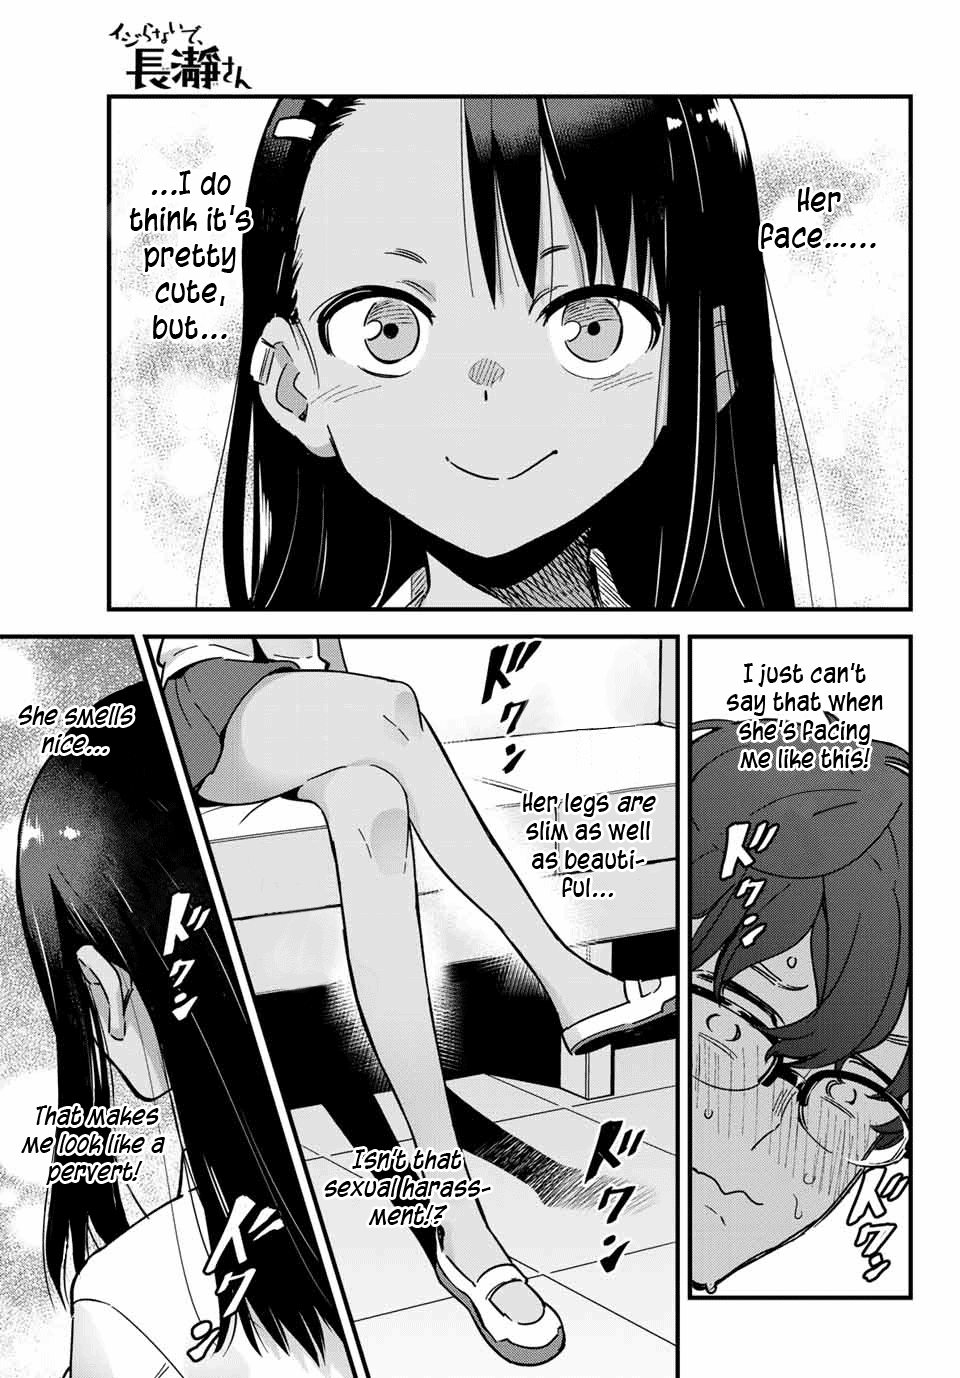 イジらないで、
長瀞さん
Her
face......
...I do
think it's
pretty
cute,
but...
I just can't
say that when
she's facing
me like this!
ドクン
ドクン
ドクン
Her legs are
slim as well
as beauti-
ful...
Isn't that
sexual harass-
ment!?
ドクン
She smells
nice...
ドクン
That makes
me look like a
pervert!
ドクン